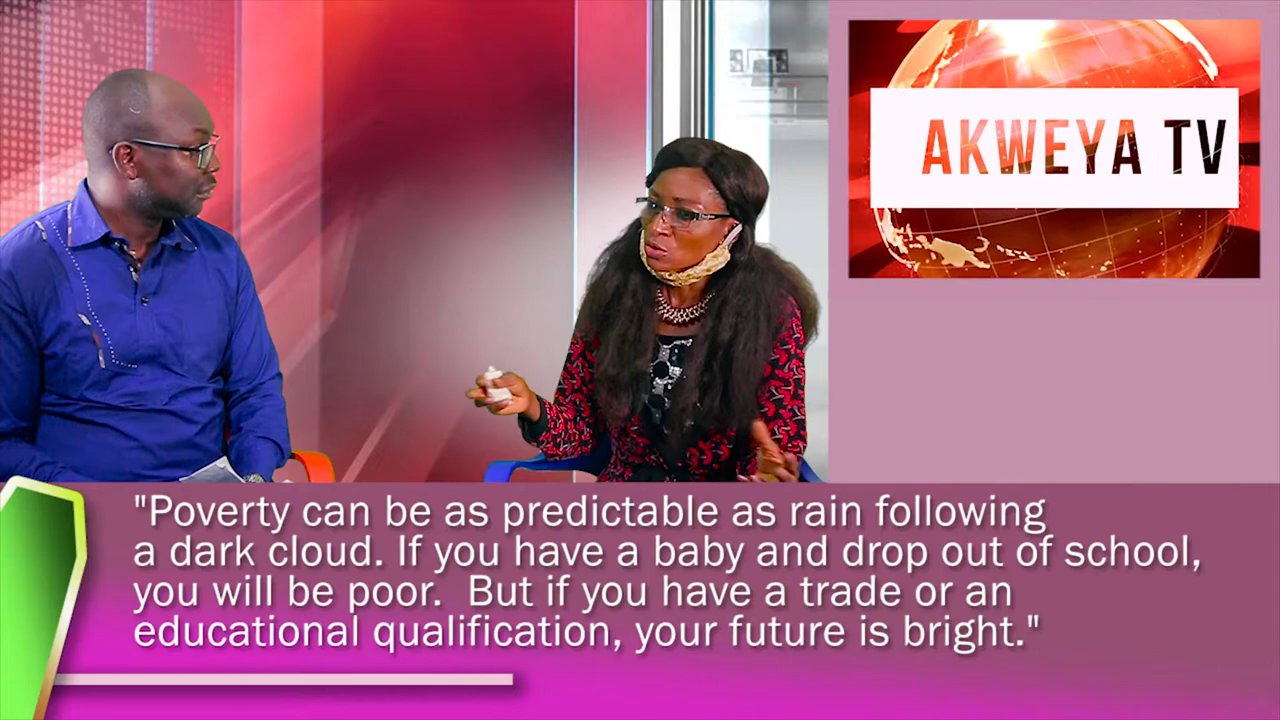 AKWEYA TV
"Poverty can be as predictable as rain following
a dark cloud. If you have a baby and drop out of school,
you will be poor.  But if you have a trade or an
educational qualification, your future is bright."